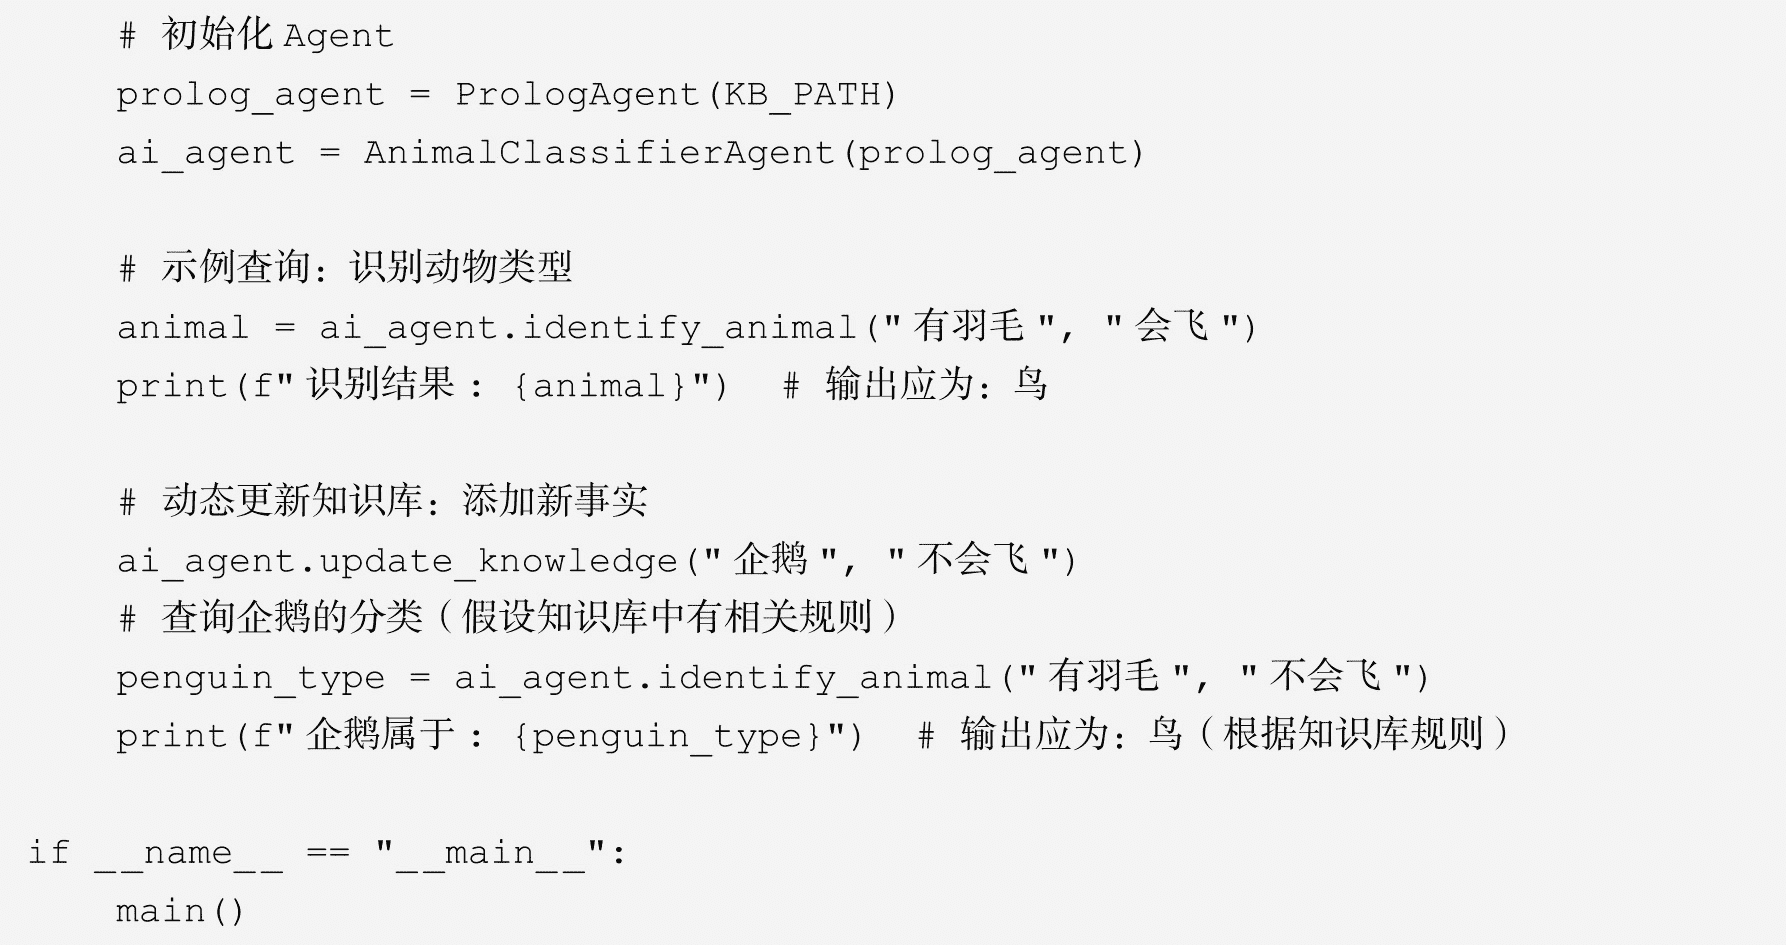 # 初始化 Agent
prolog_agent = PrologAgent(KB_PATH)
ai_agent = AnimalClassifierAgent(prolog_agent)
# 示例查询：识别动物类型
animal = ai_agent.identify_animal("有羽毛", "会飞")
print(f"识别结果: {animal}")  # 输出应为：鸟
# 动态更新知识库：添加新事实
ai_agent.update_knowledge("企鹅", "不会飞")
# 查询企鹅的分类（假设知识库中有相关规则）
penguin_type = ai_agent.identify_animal("有羽毛", "不会飞")
print(f"企鹅属于: {penguin_type}")  # 输出应为：鸟（根据知识库规则）
if __name__ == "__main__":
main()